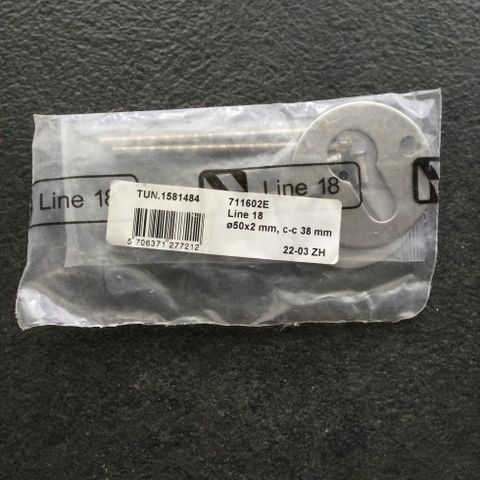 Line 18
Line 18®
TUN.1581484
711602E
Line 18
ø50x2 mm, c-c 38 mm
5 706371 277212
22-03 ZH